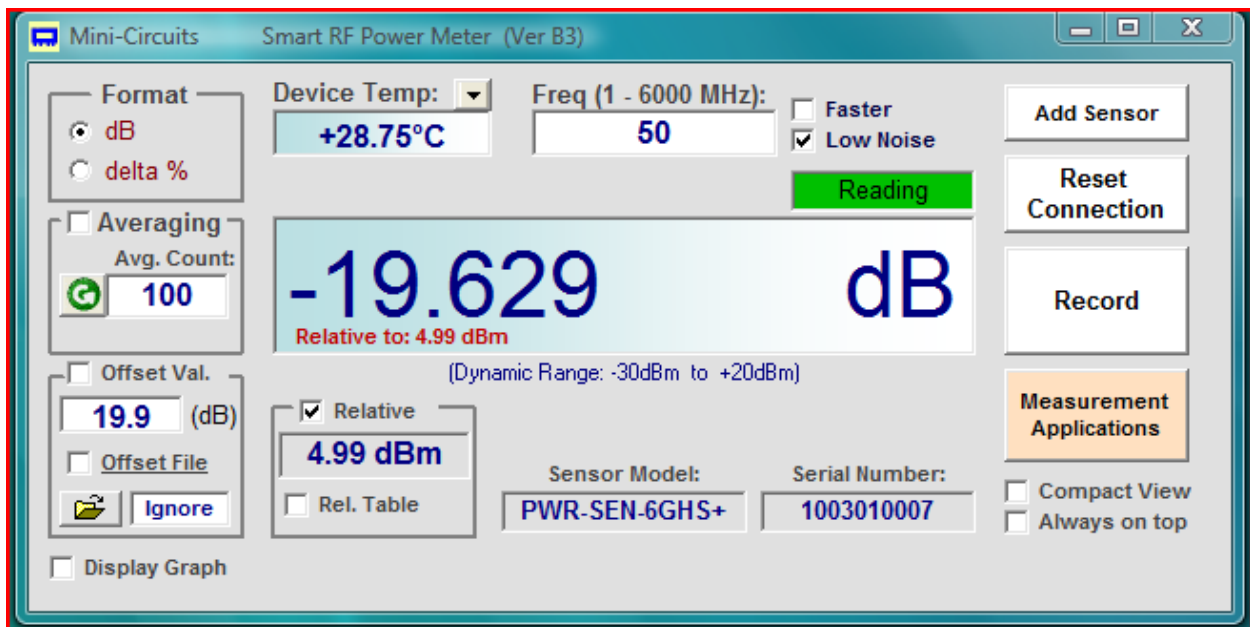 Mini-Circuits Smart RF Power Meter (Ver B3)
Format
dB
delta %
Device Temp:
+28.75°C
Freq (1 - 6000 MHz):
50
Faster
Low Noise
Reading
Add Sensor
Reset
Connection
Averaging
Avg. Count:
100
-19.629 dB
Relative to: 4.99 dBm
Record
(Dynamic Range: -30dBm to +20dBm)
Offset Val.
19.9 (dB)
Offset File
Ignore
Relative
4.99 dBm
Rel. Table
Sensor Model:
PWR-SEN-6GHS+
Serial Number:
1003010007
Measurement
Applications
Compact View
Always on top
Display Graph